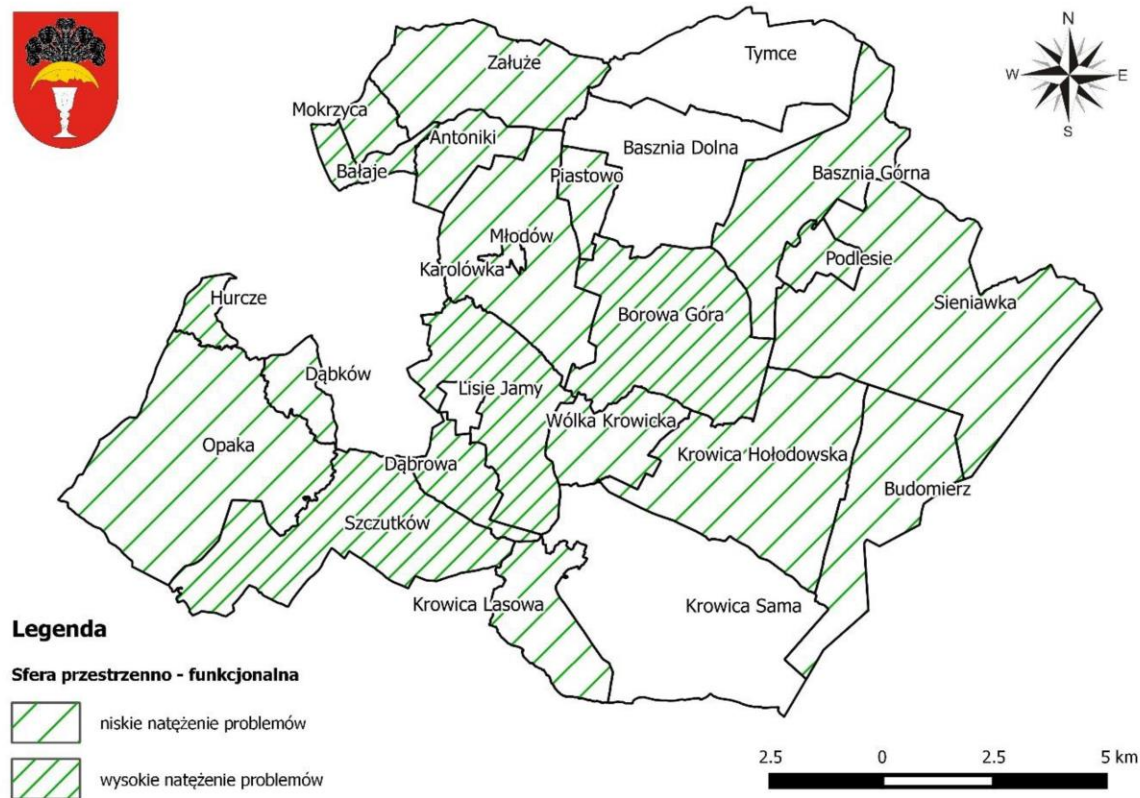 N
W
E
S
Tymce
Załuże
Mokrzyca
Antoniki
Basznia Dolna
Bałaje
Piastowo
Basznia Górna
Młodów
Karolówka
Podlesie
Hurcze
Sieniawka
Borowa Góra
Dąbków
Lisie Jamy
Wólka Krowicka
Opaka
Krowica Hołodowska
Dąbrowa
Budomierz
Szczutków
Krowica Lasowa
Krowica Sama
Legenda
Sfera przestrzenno - funkcjonalna
niskie natężenie problemów
wysokie natężenie problemów
2.5 0 2.5 5 km